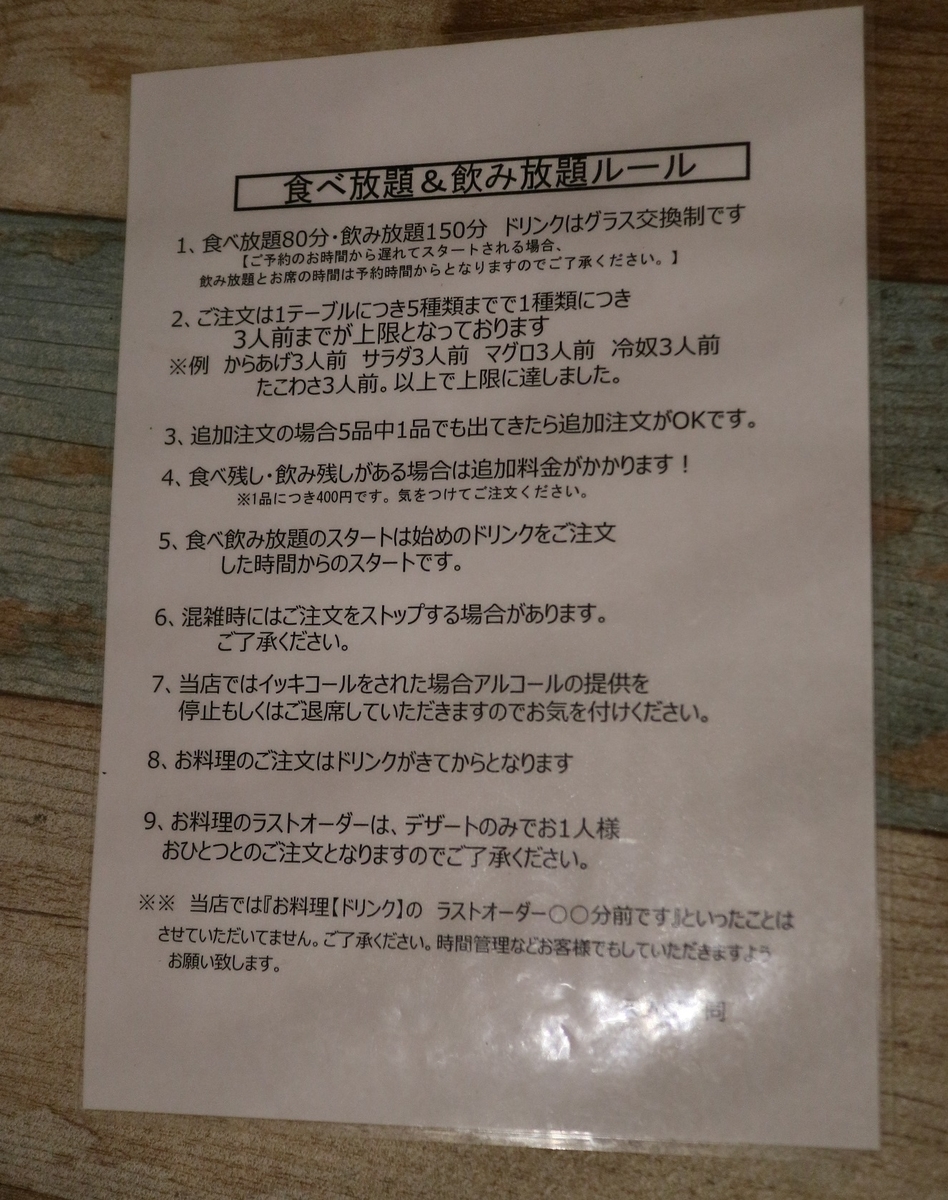 食べ放題＆飲み放題ルール
1、食べ放題80分・飲み放題150分　ドリンクはグラス交換制です
【ご予約のお時間から遅れてスタートされる場合、
飲み放題とお席の時間は予約時間からとなりますのでご了承ください。】
2、ご注文は1テーブルにつき5種類までで1種類につき
3人前までが上限となっております
※例　からあげ3人前　サラダ3人前　マグロ3人前　冷奴3人前
たこわさ3人前。以上で上限に達しました。
3、追加注文の場合5品中1品でも出てきたら追加注文がOKです。
4、食べ残し・飲み残しがある場合は追加料金がかかります！
※1品につき400円です。気をつけてご注文ください。
5、食べ飲み放題のスタートは始めのドリンクをご注文
した時間からのスタートです。
6、混雑時にはご注文をストップする場合があります。
ご了承ください。
7、当店ではイッキコールをされた場合アルコールの提供を
停止もしくはご退席していただきますのでお気を付けください。
8、お料理のご注文はドリンクがきてからとなります
9、お料理のラストオーダーは、デザートのみでお1人様
おひとつとのご注文となりますのでご了承ください。
※※　当店では『お料理【ドリンク】の　ラストオーダー〇〇分前です』といったことは
させていただいてません。ご了承ください。時間管理などお客様でもしていただきますよう
お願い致します。
同